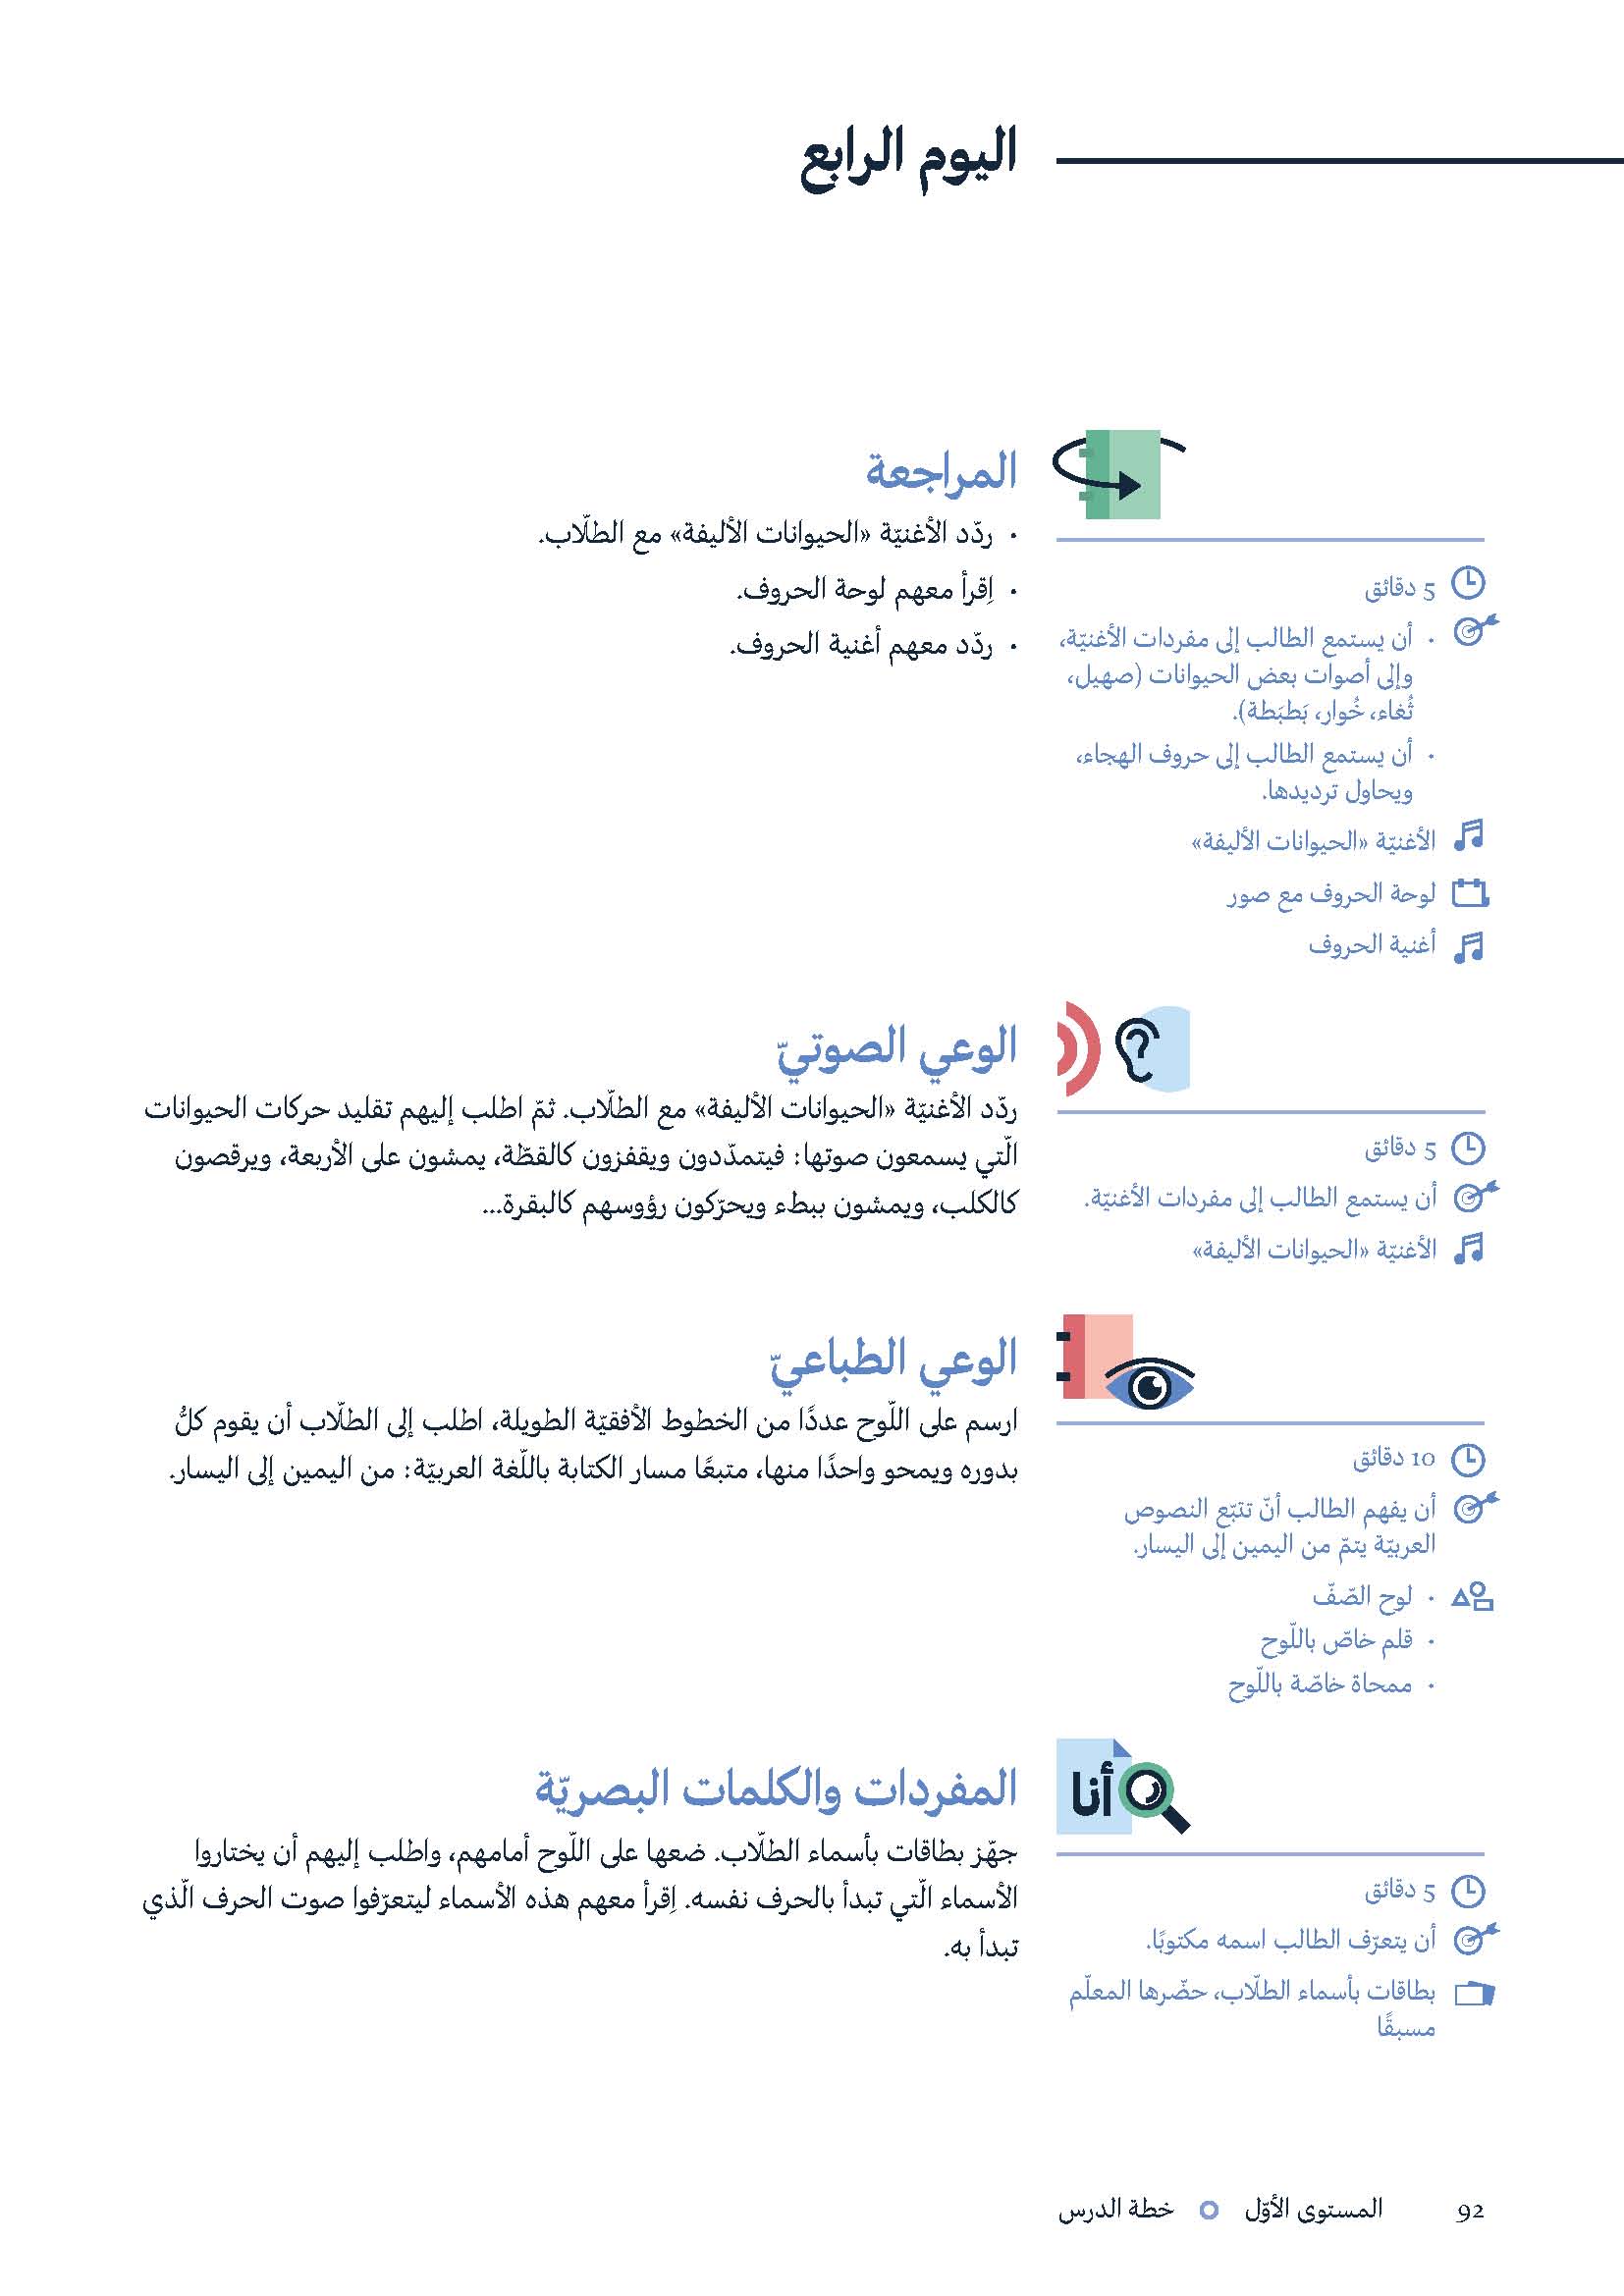 اليوم الرابع
المراجعة
• ردّد الأغنيّة «الحيوانات الأليفة» مع الطلّاب.
• اِقرأ معهم لوحة الحروف.
• ردّد معهم أغنية الحروف.
5 دقائق
• أن يستمع الطالب إلى مفردات الأغنيّة،
وإلى أصوات بعض الحيوانات (صهيل،
ثُغاء، خُوار، بَطبَطة).
• أن يستمع الطالب إلى حروف الهجاء،
ويحاول ترديدها.
الأغنيّة «الحيوانات الأليفة»
لوحة الحروف مع صور
أغنية الحروف
الوعي الصوتيّ
ردّد الأغنيّة «الحيوانات الأليفة» مع الطلّاب. ثمّ اطلب إليهم تقليد حركات الحيوانات
الّتي يسمعون صوتها: فيتمدّدون ويقفزون كالقطّة، يمشون على الأربعة، ويرقصون
كالكلب، ويمشون ببطء ويحرّكون رؤوسهم كالبقرة...
5 دقائق
أن يستمع الطالب إلى مفردات الأغنيّة.
الأغنيّة «الحيوانات الأليفة»
الوعي الطباعيّ
ارسم على اللّوح عددًا من الخطوط الأفقيّة الطويلة، اطلب إلى الطلّاب أن يقوم كلُّ
بدوره ويمحو واحدًا منها، متبعًا مسار الكتابة باللّغة العربيّة: من اليمين إلى اليسار.
10 دقائق
أن يفهم الطالب أنّ تتبّع النصوص
العربيّة يتمّ من اليمين إلى اليسار.
• لوح الصّفّ
• قلم خاصّ باللّوح
• ممحاة خاصّة باللّوح
أنا
المفردات والكلمات البصريّة
جهّز بطاقات بأسماء الطلّاب. ضعها على اللّوح أمامهم، واطلب إليهم أن يختاروا
الأسماء الّتي تبدأ بالحرف نفسه. اِقرأ معهم هذه الأسماء ليتعرّفوا صوت الحرف الّذي
تبدأ به.
5 دقائق
أن يتعرّف الطالب اسمه مكتوبًا.
بطاقات بأسماء الطلّاب، حضّرها المعلّم
مسبقًا
92 المستوى الأوّل خطة الدرس